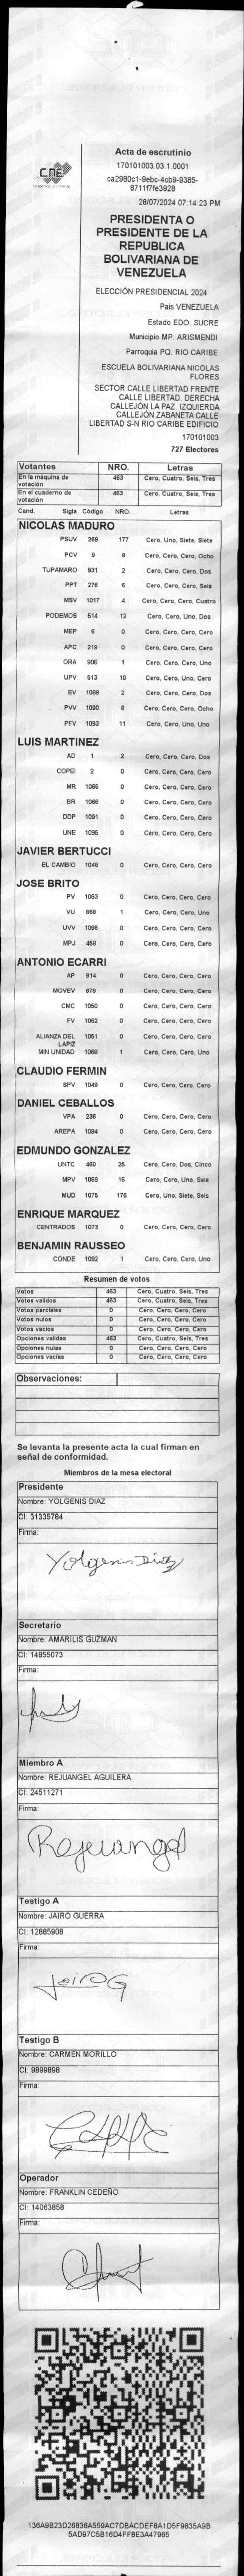 Acta de escrutinio
170101003.03.1.0001
ca2980c1-9ebc-4cb9-9385-
8711f7fe3928
28/07/2024 07:14:23 PM
CNE
PRESIDENTA O
PRESIDENTE DE LA
REPUBLICA
BOLIVARIANA DE
VENEZUELA
ELECCIÓN PRESIDENCIAL 2024
Pais VENEZUELA
Estado EDO. SUCRE
Municipio MP. ARISMENDI
Parroquia PQ. RIO CARIBE
ESCUELA BOLIVARIANA NICOLAS
FLORES
SECTOR CALLE LIBERTAD FRENTE
CALLE LIBERTAD. DERECHA
CALLEJÓN LA PAZ. IZQUIERDA
CALLEJÓN ZABANETA CALLE
LIBERTAD S-N RIO CARIBE EDIFICIO
170101003
727 Electores
Votantes NRO. Letras
En la máquina de votación 463 Cero, Cuatro, Seis, Tres
En el cuaderno de votación 463 Cero, Cuatro, Seis, Tres
Cand. Sigla Código NRO. Letras
NICOLAS MADURO
PSUV 269 177 Cero, Uno, Siete, Siete
PCV 9 8 Cero, Cero, Cero, Ocho
TUPAMARO 931 2 Cero, Cero, Cero, Dos
PPT 276 6 Cero, Cero, Cero, Seis
MSV 1017 4 Cero, Cero, Cero, Cuatro
PODEMOS 514 12 Cero, Cero, Uno, Dos
MEP 6 0 Cero, Cero, Cero, Cero
APC 219 0 Cero, Cero, Cero, Cero
ORA 906 1 Cero, Cero, Cero, Uno
UPV 513 10 Cero, Cero, Uno, Cero
EV 1089 2 Cero, Cero, Cero, Dos
PVV 1090 8 Cero, Cero, Cero, Ocho
PFV 1093 11 Cero, Cero, Uno, Uno
LUIS MARTINEZ
AD 1 2 Cero, Cero, Cero, Dos
COPEI 2 0 Cero, Cero, Cero, Cero
MR 1065 0 Cero, Cero, Cero, Cero
BR 1066 0 Cero, Cero, Cero, Cero
DDP 1091 0 Cero, Cero, Cero, Cero
UNE 1095 0 Cero, Cero, Cero, Cero
JAVIER BERTUCCI
EL CAMBIO 1048 0 Cero, Cero, Cero, Cero
JOSE BRITO
PV 1053 0 Cero, Cero, Cero, Cero
VU 868 1 Cero, Cero, Cero, Uno
UVV 1096 0 Cero, Cero, Cero, Cero
MPJ 458 0 Cero, Cero, Cero, Cero
ANTONIO ECARRI
AP 814 0 Cero, Cero, Cero, Cero
MOVEV 878 0 Cero, Cero, Cero, Cero
CMC 1050 0 Cero, Cero, Cero, Cero
FV 1062 0 Cero, Cero, Cero, Cero
ALIANZA DEL LAPIZ 1051 0 Cero, Cero, Cero, Cero
MIN UNIDAD 1068 1 Cero, Cero, Cero, Uno
CLAUDIO FERMIN
SPV 1049 0 Cero, Cero, Cero, Cero
DANIEL CEBALLOS
VPA 236 0 Cero, Cero, Cero, Cero
AREPA 1094 0 Cero, Cero, Cero, Cero
EDMUNDO GONZALEZ
UNTC 460 25 Cero, Cero, Dos, Cinco
MPV 1069 16 Cero, Cero, Uno, Seis
MUD 1075 176 Cero, Uno, Siete, Seis
ENRIQUE MARQUEZ
CENTRADOS 1073 0 Cero, Cero, Cero, Cero
BENJAMIN RAUSSEO
CONDE 1092 1 Cero, Cero, Cero, Uno
Resumen de votos
Votos 463 Cero, Cuatro, Seis, Tres
Votos validos 463 Cero, Cuatro, Seis, Tres
Votos parciales 0 Cero, Cero, Cero, Cero
Votos nulos 0 Cero, Cero, Cero, Cero
Votos vacios 0 Cero, Cero, Cero, Cero
Opciones validas 463 Cero, Cuatro, Seis, Tres
Opciones nulas 0 Cero, Cero, Cero, Cero
Opciones vacias 0 Cero, Cero, Cero, Cero
Observaciones:
Se levanta la presente acta la cual firman en
señal de conformidad.
Miembros de la mesa electoral
Presidente
Nombre: YOLGENIS DIAZ
CI: 31335784
Firma:
Yolgenis Diaz
Secretario
Nombre: AMARILIS GUZMAN
CI: 14855073
Firma:
Miembro A
Nombre: REJUANGEL AGUILERA
CI: 24511271
Firma:
Rejuangel
Testigo A
Nombre: JAIRO GUERRA
CI: 12885908
Firma:
Jairo G
Testigo B
Nombre: CARMEN MORILLO
CI: 9899898
Firma:
Operador
Nombre: FRANKLIN CEDEÑO
CI: 14063858
Firma:
136A9B23D26836A559AC7DBACDEF8A1D5F9835A9B
5AD97C5B16D4FF8E3A47965